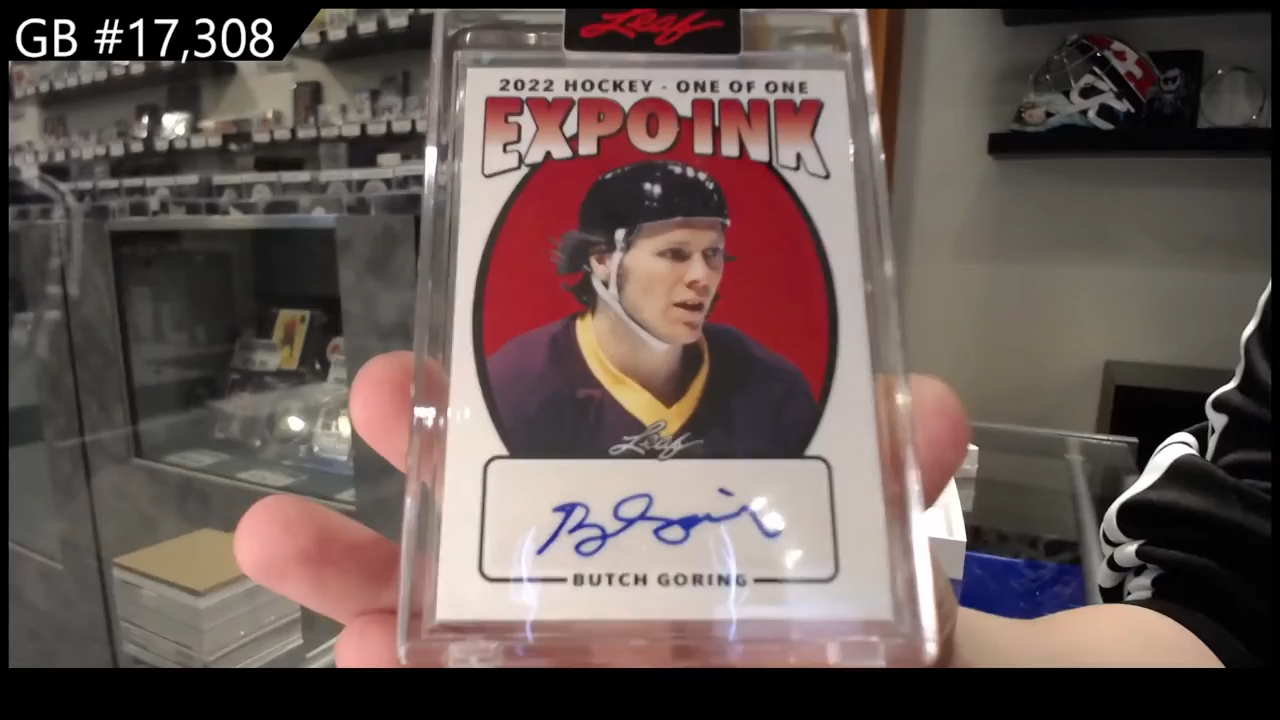 GB #17,308
Leaf
2022 HOCKEY - ONE OF ONE
EXPO INK
Leaf
BUTCH GORING